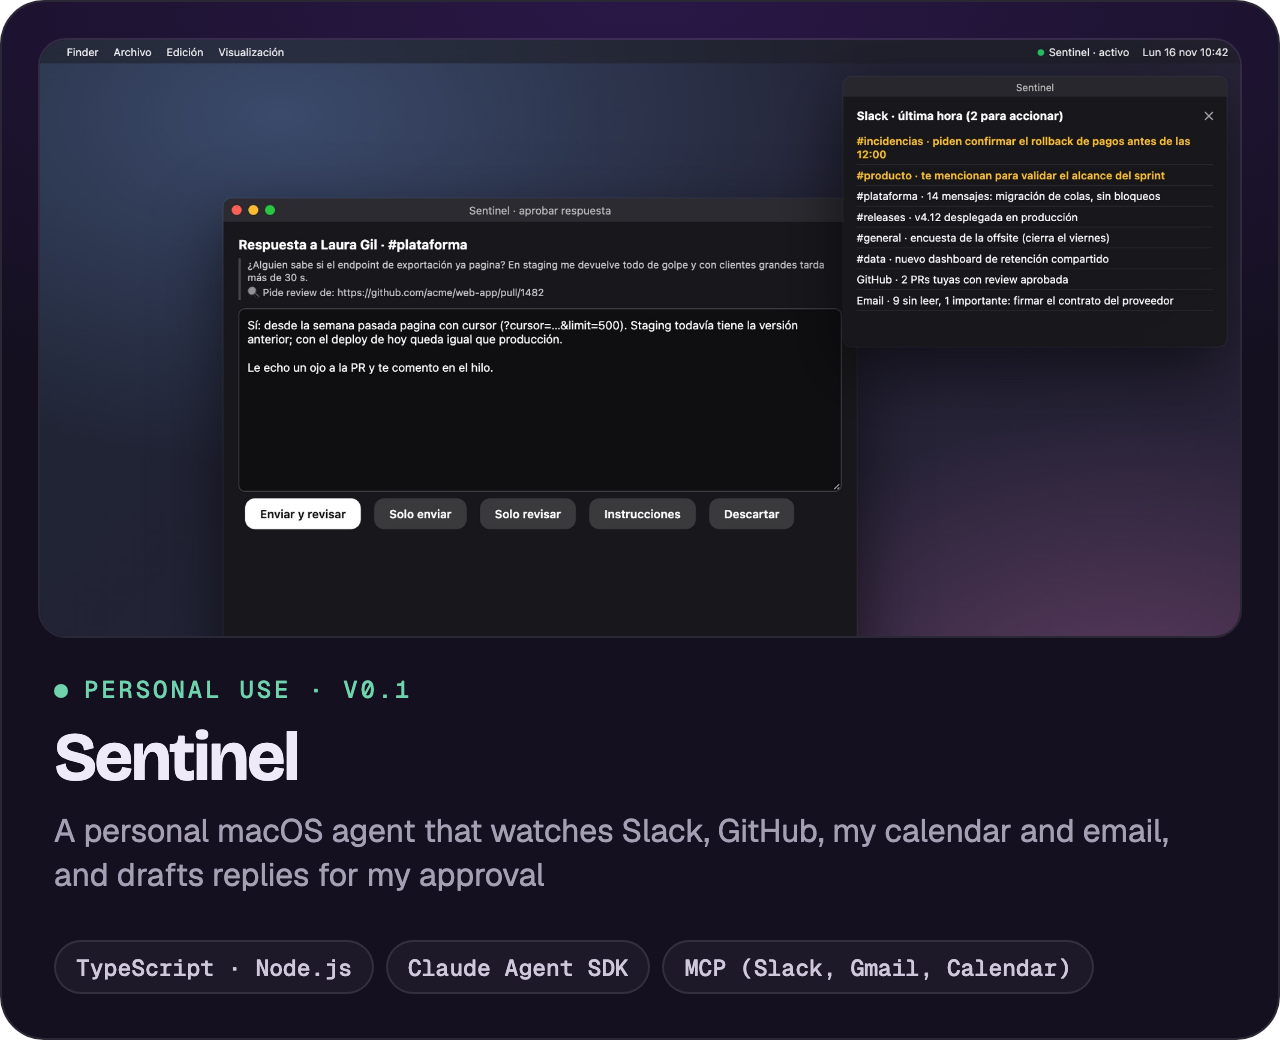 Finder Archivo Edición Visualización
Sentinel · activo Lun 16 nov 10:42
Sentinel
Slack · última hora (2 para accionar)
#incidencias · piden confirmar el rollback de pagos antes de las
12:00
#producto · te mencionan para validar el alcance del sprint
#plataforma · 14 mensajes: migración de colas, sin bloqueos
#releases · v4.12 desplegada en producción
#general · encuesta de la offsite (cierra el viernes)
#data · nuevo dashboard de retención compartido
GitHub · 2 PRs tuyas con review aprobada
Email · 9 sin leer, 1 importante: firmar el contrato del proveedor
Sentinel · aprobar respuesta
Respuesta a Laura Gil · #plataforma
¿Alguien sabe si el endpoint de exportación ya pagina? En staging me devuelve todo de golpe y con clientes grandes tarda
más de 30 s.
Pide review de: https://github.com/acme/web-app/pull/1482
Sí: desde la semana pasada pagina con cursor (?cursor=…&limit=500). Staging todavía tiene la versión
anterior; con el deploy de hoy queda igual que producción.
Le echo un ojo a la PR y te comento en el hilo.
Enviar y revisar
Solo enviar
Solo revisar
Instrucciones
Descartar
PERSONAL USE · V0.1
Sentinel
A personal macOS agent that watches Slack, GitHub, my calendar and email,
and drafts replies for my approval
TypeScript · Node.js
Claude Agent SDK
MCP (Slack, Gmail, Calendar)